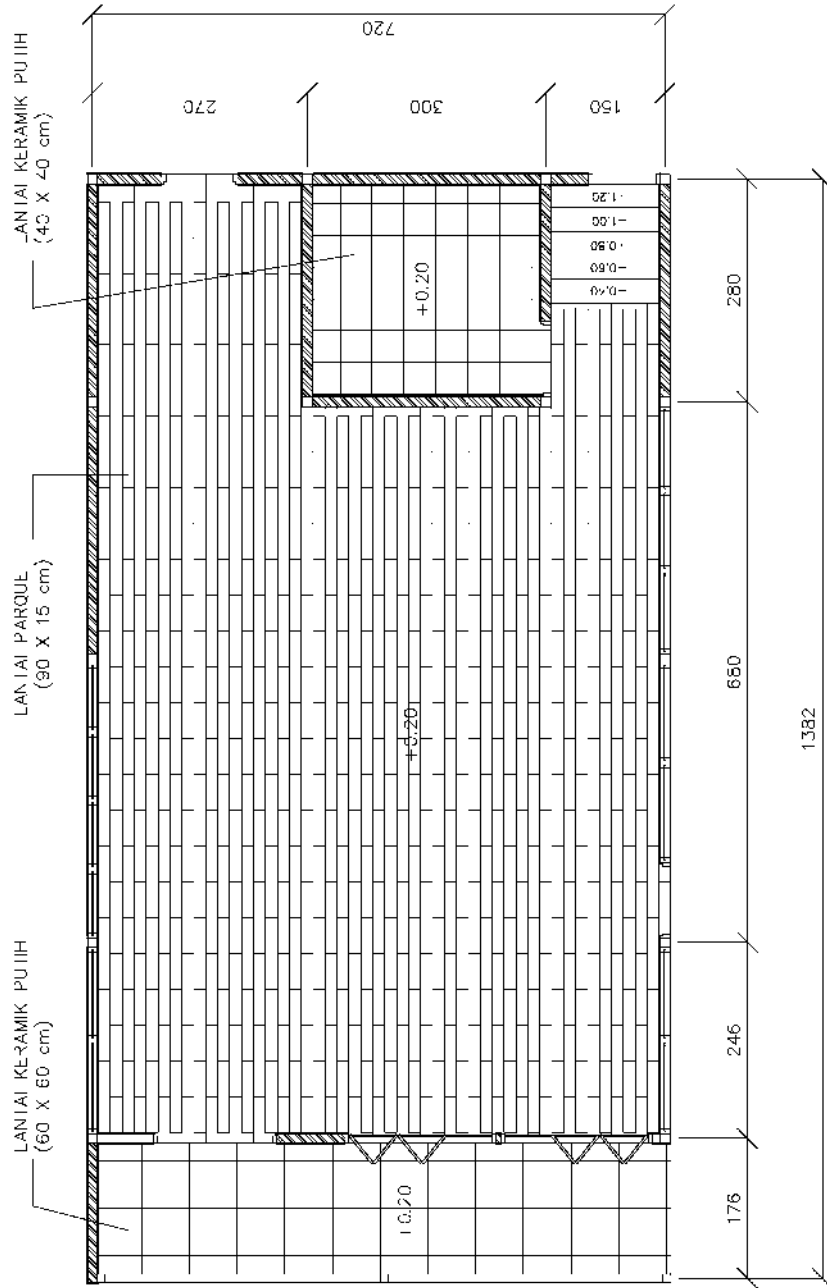 LANTAI KERAMIK PUTIH
(60 X 60 cm)
LANTAI PARQUE
(90 X 15 cm)
LANTAI KERAMIK PUTIH
(40 X 40 cm)
720
270
300
150
+0.20
+0.20
+0.20
-1.20
-1.00
-0.80
-0.60
-0.40
176
246
680
280
1382